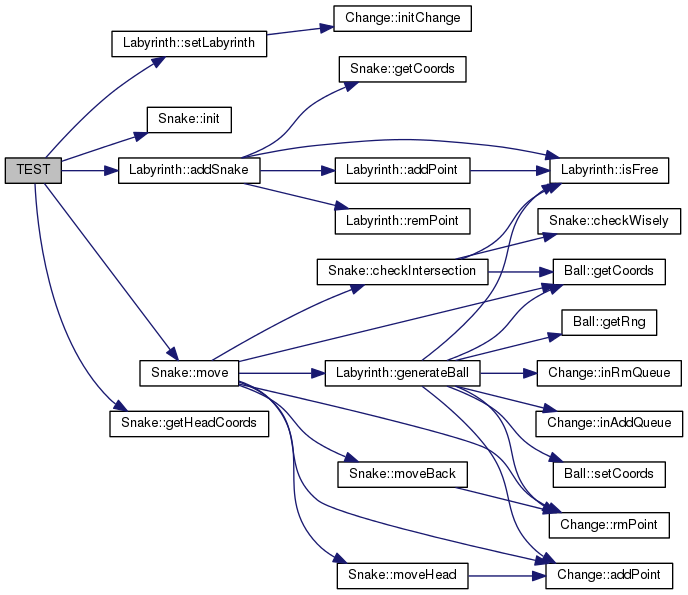 Change::initChange
Labyrinth::setLabyrinth
Snake::getCoords
Snake::init
TEST
Labyrinth::addSnake
Labyrinth::addPoint
Labyrinth::isFree
Labyrinth::remPoint
Snake::checkWisely
Snake::checkIntersection
Ball::getCoords
Ball::getRng
Snake::move
Labyrinth::generateBall
Change::inRmQueue
Snake::getHeadCoords
Change::inAddQueue
Snake::moveBack
Ball::setCoords
Change::rmPoint
Snake::moveHead
Change::addPoint